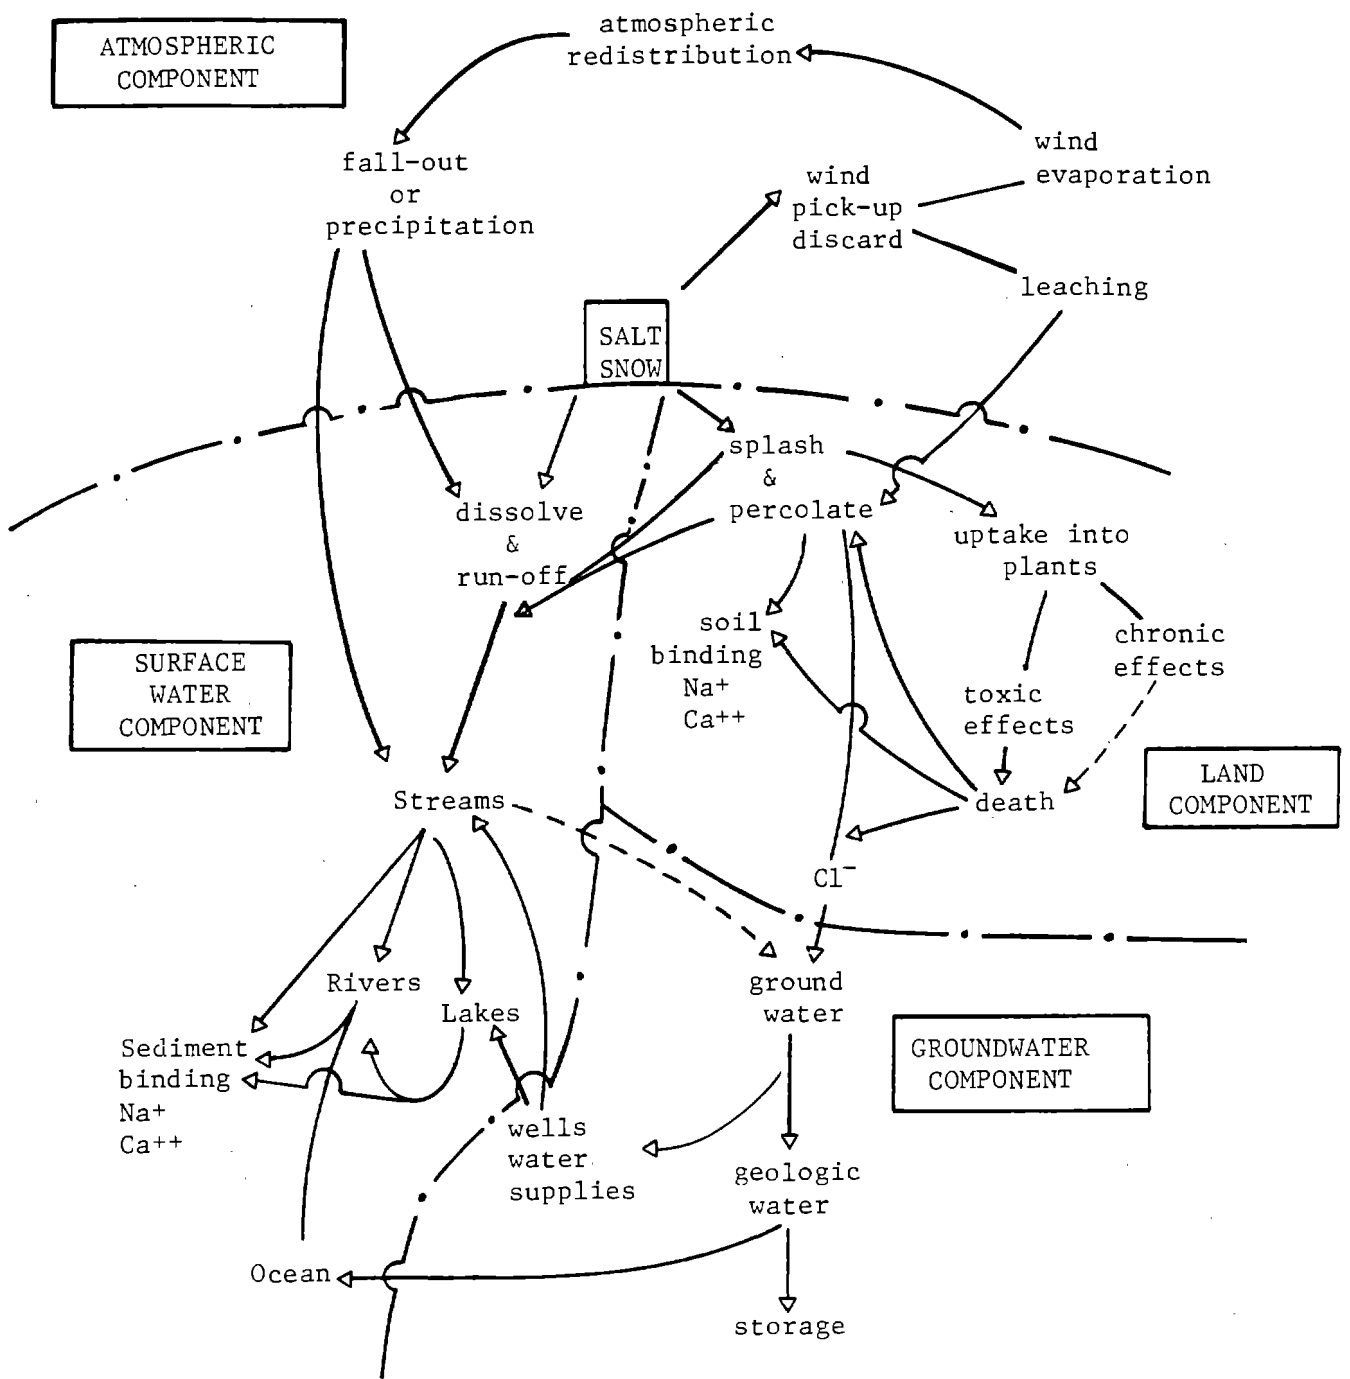 ATMOSPHERIC
COMPONENT
atmospheric
redistribution
wind
evaporation
fall-out
or
precipitation
wind
pick-up
discard
leaching
SALT
SNOW
splash
&
percolate
dissolve
&
run-off
uptake into
plants
soil
binding
Na+
Ca++
chronic
effects
toxic
effects
death
SURFACE
WATER
COMPONENT
LAND
COMPONENT
Streams
Cl⁻
Rivers
Lakes
ground
water
Sediment
binding
Na+
Ca++
GROUNDWATER
COMPONENT
wells
water
supplies
geologic
water
Ocean
storage